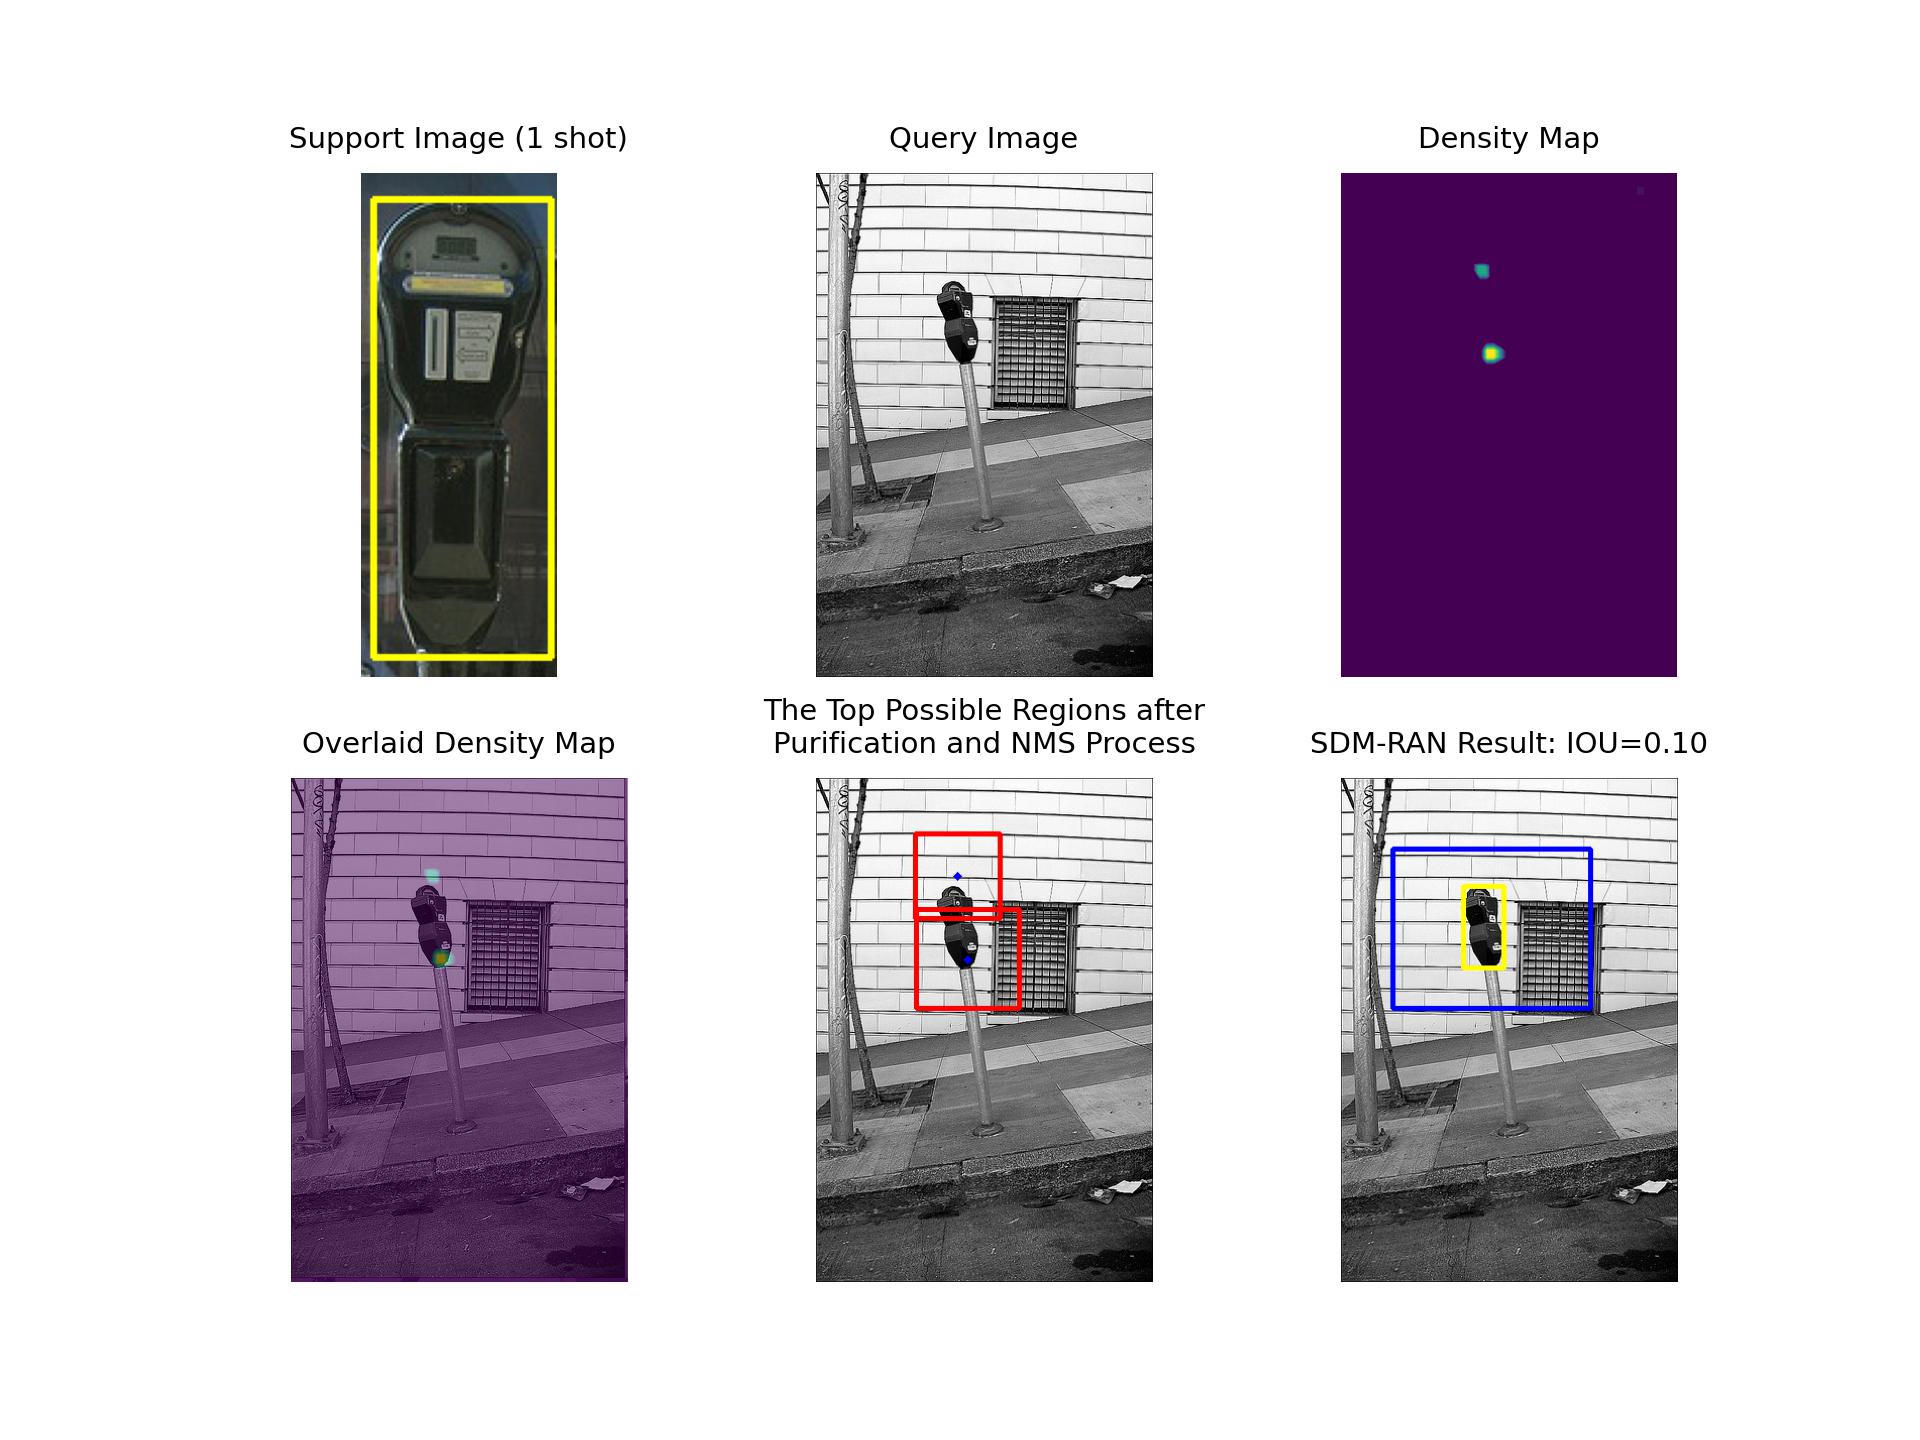 Support Image (1 shot)
Query Image
Density Map
Overlaid Density Map
The Top Possible Regions after
Purification and NMS Process
SDM-RAN Result: IOU=0.10